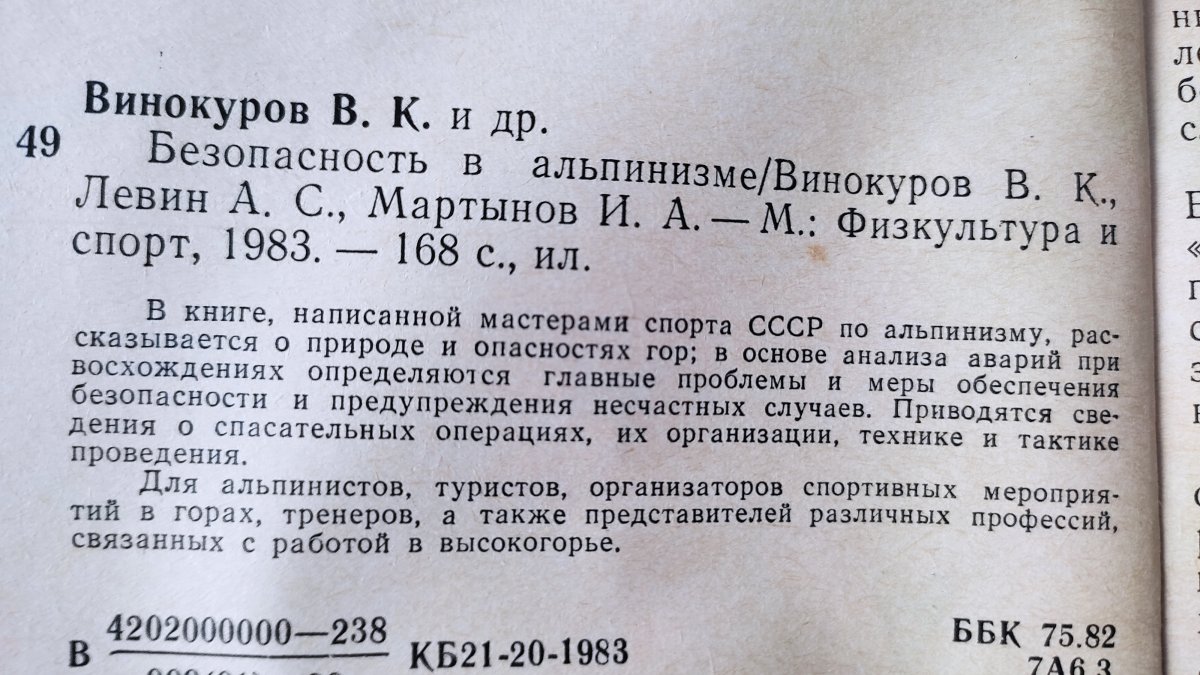 Винокуров В. К. и др.
49 Безопасность в альпинизме/Винокуров В. К.,
Левин А. С., Мартынов И. А. — М.: Физкультура и
спорт, 1983. — 168 с., ил.
В книге, написанной мастерами спорта СССР по альпинизму, рас-
сказывается о природе и опасностях гор; в основе анализа аварий при
восхождениях определяются главные проблемы и меры обеспечения
безопасности и предупреждения несчастных случаев. Приводятся све-
дения о спасательных операциях, их организации, технике и тактике
проведения.
Для альпинистов, туристов, организаторов спортивных мероприя-
тий в горах, тренеров, а также представителей различных профессий,
связанных с работой в высокогорье.
В 4202000000—238 КБ21-20-1983 ББК 75.82
7А6.3